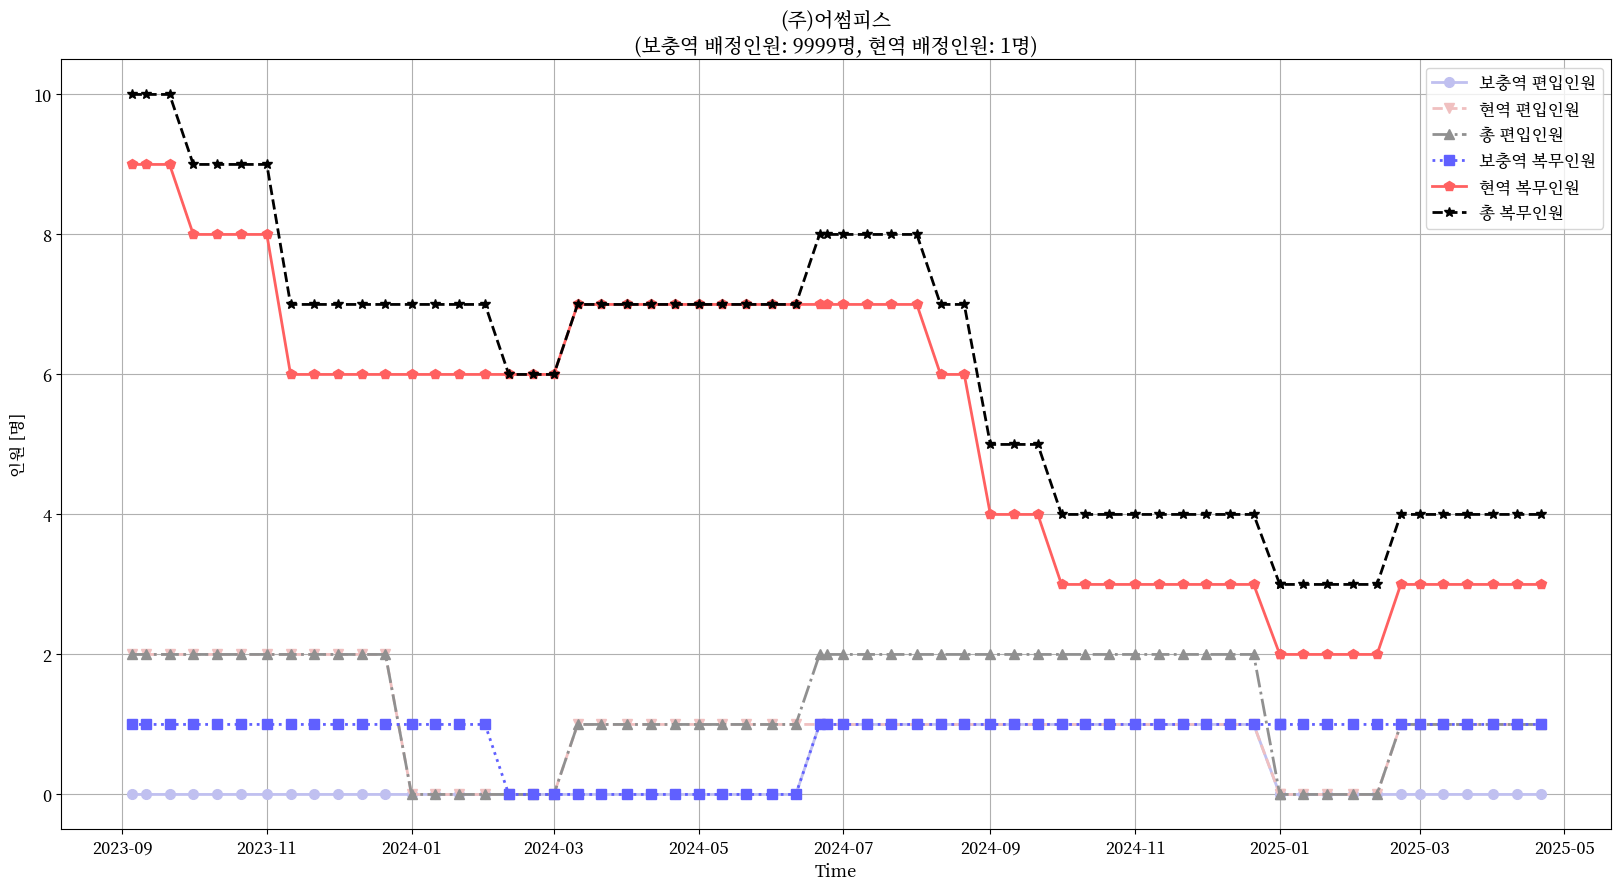 (주)어썸피스
(보충역 배정인원: 9999명, 현역 배정인원: 1명)
보충역 편입인원
현역 편입인원
총 편입인원
보충역 복무인원
현역 복무인원
총 복무인원
인원 [명]
10
8
6
4
2
0
2023-09
2023-11
2024-01
2024-03
2024-05
2024-07
2024-09
2024-11
2025-01
2025-03
2025-05
Time